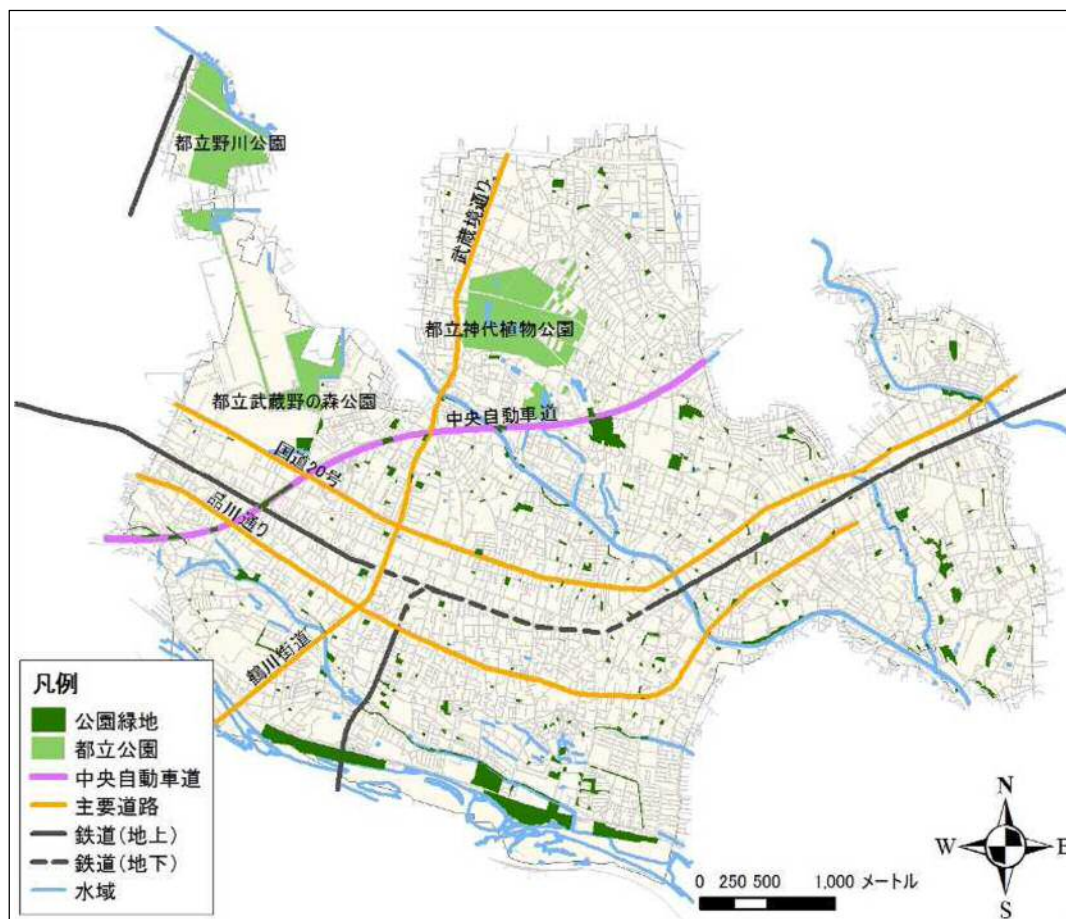 都立野川公園
武蔵境通り
都立神代植物公園
都立武蔵野の森公園
中央自動車道
国道20号
品川通り
鶴川街道
凡例
公園緑地
都立公園
中央自動車道
主要道路
鉄道(地上)
鉄道(地下)
水域
0 250 500 1,000 メートル
N
W E
S